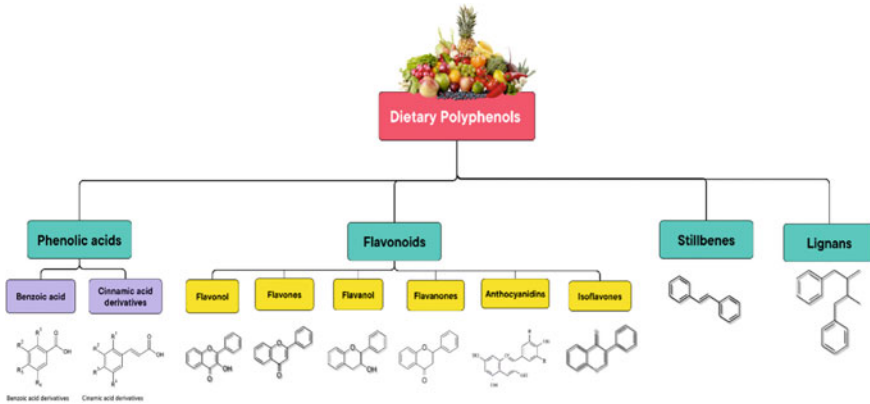 Dietary Polyphenols
Phenolic acids
Flavonoids
Stillbenes
Lignans
Benzoic acid
Cinnamic acid
derivatives
Flavonol
Flavones
Flavanol
Flavanones
Anthocyanidins
Isoflavones
Benzoic acid derivatives
Cinamic acid derivatives